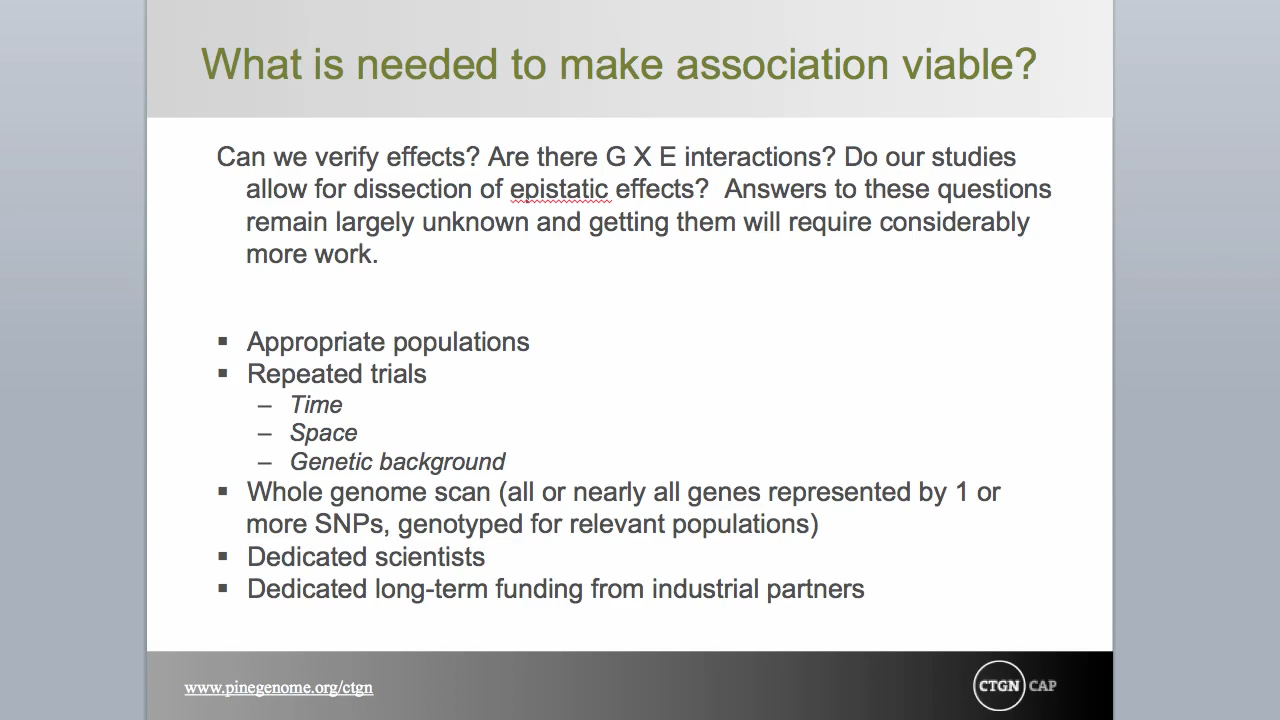 What is needed to make association viable?
Can we verify effects? Are there G X E interactions? Do our studies
allow for dissection of epistatic effects?  Answers to these questions
remain largely unknown and getting them will require considerably
more work.
▪ Appropriate populations
▪ Repeated trials
– Time
– Space
– Genetic background
▪ Whole genome scan (all or nearly all genes represented by 1 or
more SNPs, genotyped for relevant populations)
▪ Dedicated scientists
▪ Dedicated long-term funding from industrial partners
www.pinegenome.org/ctgn
CTGN CAP